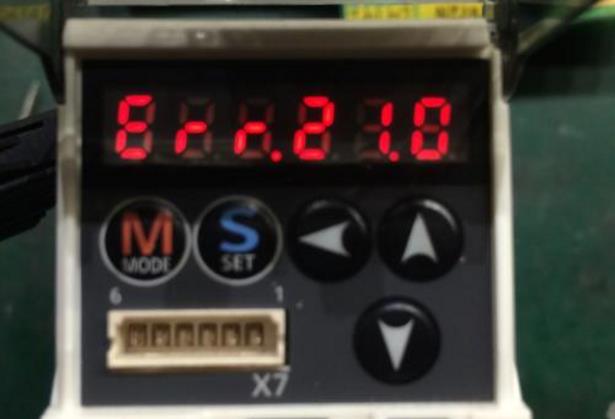 Err.21.0
M S
MODE SET
6 1
X7